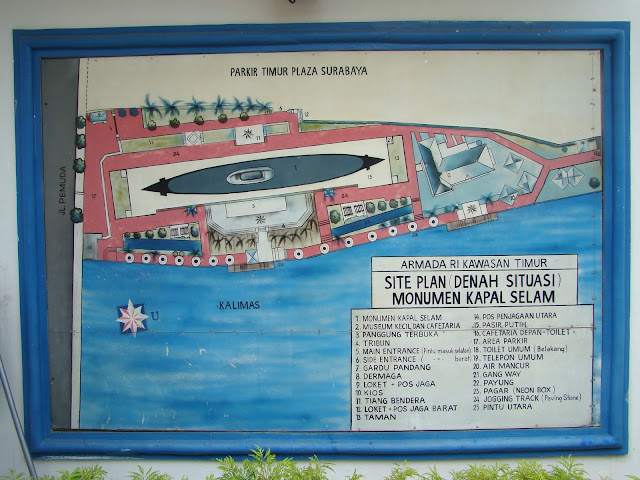 PARKIR TIMUR PLAZA SURABAYA
JL. PEMUDA
KALIMAS
U
ARMADA RI KAWASAN TIMUR
SITE PLAN (DENAH SITUASI)
MONUMEN KAPAL SELAM
1 MONUMEN KAPAL SELAM
2. MUSEUM KECIL DAN CAFETARIA
3 PANGGUNG TERBUKA
4 TRIBUN
5 MAIN ENTRANCE (Pintu masuk selatan)
6 SIDE ENTRANCE ( barat)
7 GARDU PANDANG
8 DERMAGA
9 LOKET + POS JAGA
10 KIOS
11 TIANG BENDERA
12 LOKET + POS JAGA BARAT
13 TAMAN
14. POS PENJAGAAN UTARA
15. PASIR PUTIH
16 CAFETARIA DEPAN + TOILET
17 AREA PARKIR
18 TOILET UMUM (Belakang)
19. TELEPON UMUM
20 AIR MANCUR
21 GANG WAY
22 PAYUNG
23 PAGAR (NEON BOX)
24 JOGGING TRACK (Paving Stone)
25 PINTU UTARA